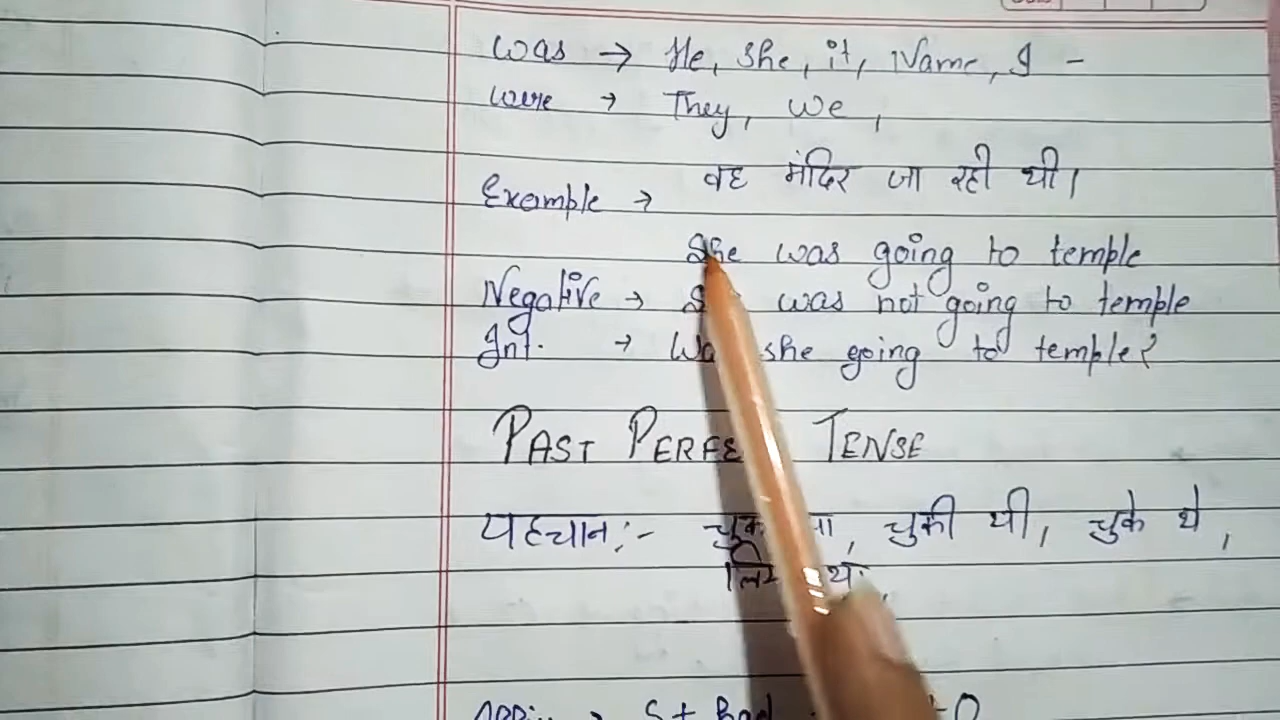 was → He, she, it, Name, I -
were → They, we,
वह मंदिर जा रही थी।
Example →
She was going to temple
Negative → was not going to temple
Int. → she going to temple?
PAST TENSE
पहचान :- चुकी थी, चुके थे,
S + Had